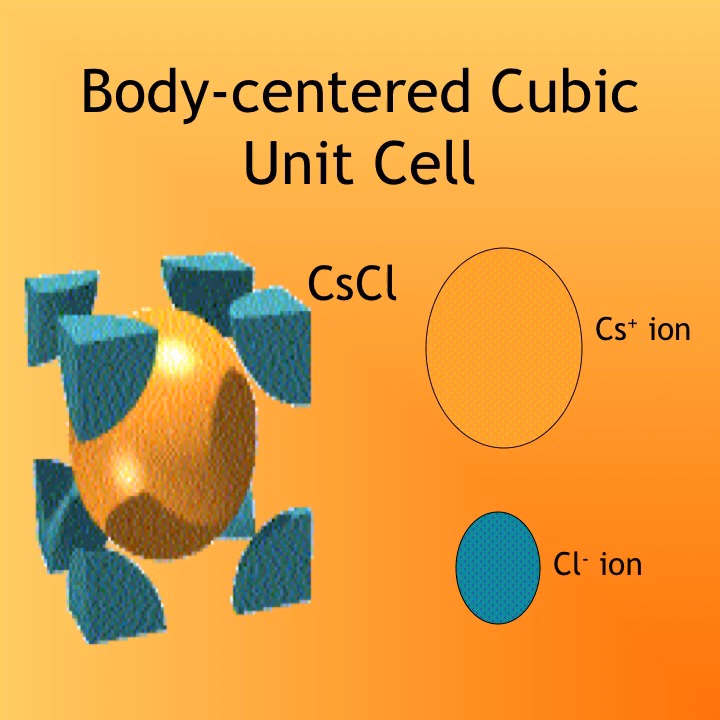 Body-centered Cubic
Unit Cell
CsCl
Cs⁺ ion
Cl⁻ ion